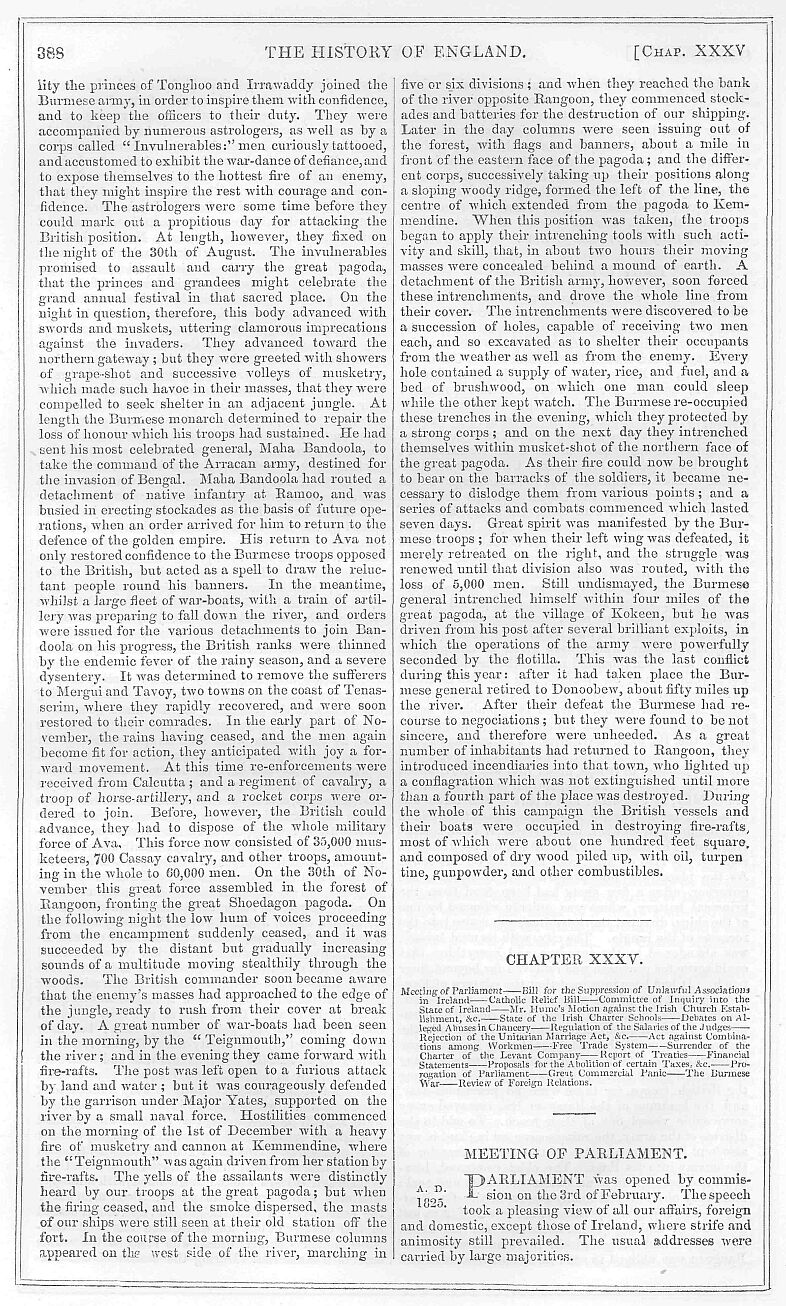 388
THE HISTORY OF ENGLAND.
[CHAP. XXXV
lity the princes of Tonghoo and Irrawaddy joined the
Burmese army, in order to inspire them with confidence,
and to keep the officers to their duty. They were
accompanied by numerous astrologers, as well as by a
corps called "Invulnerables:" men curiously tattooed,
and accustomed to exhibit the war-dance of defiance, and
to expose themselves to the hottest fire of an enemy,
that they might inspire the rest with courage and con-
fidence. The astrologers were some time before they
could mark out a propitious day for attacking the
British position. At length, however, they fixed on
the night of the 30th of August. The invulnerables
promised to assault and carry the great pagoda,
that the princes and grandees might celebrate the
grand annual festival in that sacred place. On the
night in question, therefore, this body advanced with
swords and muskets, uttering clamorous imprecations
against the invaders. They advanced toward the
northern gateway; but they were greeted with showers
of grape-shot and successive volleys of musketry,
which made such havoc in their masses, that they were
compelled to seek shelter in an adjacent jungle. At
length the Burmese monarch determined to repair the
loss of honour which his troops had sustained. He had
sent his most celebrated general, Maha Bandoola, to
take the command of the Arracan army, destined for
the invasion of Bengal. Maha Bandoola had routed a
detachment of native infantry at Ramoo, and was
busied in erecting stockades as the basis of future ope-
rations, when an order arrived for him to return to the
defence of the golden empire. His return to Ava not
only restored confidence to the Burmese troops opposed
to the British, but acted as a spell to draw the reluc-
tant people round his banners. In the meantime,
whilst a large fleet of war-boats, with a train of artil-
lery was preparing to fall down the river, and orders
were issued for the various detachments to join Ban-
doola on his progress, the British ranks were thinned
by the endemic fever of the rainy season, and a severe
dysentery. It was determined to remove the sufferers
to Mergui and Tavoy, two towns on the coast of Tenas-
serim, where they rapidly recovered, and were soon
restored to their comrades. In the early part of No-
vember, the rains having ceased, and the men again
become fit for action, they anticipated with joy a for-
ward movement. At this time re-enforcements were
received from Calcutta; and a regiment of cavalry, a
troop of horse-artillery, and a rocket corps were or-
dered to join. Before, however, the British could
advance, they had to dispose of the whole military
force of Ava. This force now consisted of 35,000 mus-
keteers, 700 Cassay cavalry, and other troops, amount-
ing in the whole to 60,000 men. On the 30th of No-
vember this great force assembled in the forest of
Rangoon, fronting the great Shoedagon pagoda. On
the following night the low hum of voices proceeding
from the encampment suddenly ceased, and it was
succeeded by the distant but gradually increasing
sounds of a multitude moving stealthily through the
woods. The British commander soon became aware
that the enemy's masses had approached to the edge of
the jungle, ready to rush from their cover at break
of day. A great number of war-boats had been seen
in the morning, by the "Teignmouth," coming down
the river; and in the evening they came forward with
fire-rafts. The post was left open to a furious attack
by land and water; but it was courageously defended
by the garrison under Major Yates, supported on the
river by a small naval force. Hostilities commenced
on the morning of the 1st of December with a heavy
fire of musketry and cannon at Kemmendine, where
the "Teignmouth" was again driven from her station by
fire-rafts. The yells of the assailants were distinctly
heard by our troops at the great pagoda; but when
the firing ceased, and the smoke dispersed, the masts
of our ships were still seen at their old station off the
fort. In the course of the morning, Burmese columns
appeared on the west side of the river, marching in
five or six divisions; and when they reached the bank
of the river opposite Rangoon, they commenced stock-
ades and batteries for the destruction of our shipping.
Later in the day columns were seen issuing out of
the forest, with flags and banners, about a mile in
front of the eastern face of the pagoda; and the differ-
ent corps, successively taking up their positions along
a sloping woody ridge, formed the left of the line, the
centre of which extended from the pagoda to Kem-
mendine. When this position was taken, the troops
began to apply their intrenching tools with such acti-
vity and skill, that, in about two hours their moving
masses were concealed behind a mound of earth. A
detachment of the British army, however, soon forced
these intrenchments, and drove the whole line from
their cover. The intrenchments were discovered to be
a succession of holes, capable of receiving two men
each, and so excavated as to shelter their occupants
from the weather as well as from the enemy. Every
hole contained a supply of water, rice, and fuel, and a
bed of brushwood, on which one man could sleep
while the other kept watch. The Burmese re-occupied
these trenches in the evening, which they protected by
a strong corps; and on the next day they intrenched
themselves within musket-shot of the northern face of
the great pagoda. As their fire could now be brought
to bear on the barracks of the soldiers, it became ne-
cessary to dislodge them from various points; and a
series of attacks and combats commenced which lasted
seven days. Great spirit was manifested by the Bur-
mese troops; for when their left wing was defeated, it
merely retreated on the right, and the struggle was
renewed until that division also was routed, with the
loss of 5,000 men. Still undismayed, the Burmese
general intrenched himself within four miles of the
great pagoda, at the village of Kokeen, but he was
driven from his post after several brilliant exploits, in
which the operations of the army were powerfully
seconded by the flotilla. This was the last conflict
during this year: after it had taken place the Bur-
mese general retired to Donoobew, about fifty miles up
the river. After their defeat the Burmese had re-
course to negociations; but they were found to be not
sincere, and therefore were unheeded. As a great
number of inhabitants had returned to Rangoon, they
introduced incendiaries into that town, who lighted up
a conflagration which was not extinguished until more
than a fourth part of the place was destroyed. During
the whole of this campaign the British vessels and
their boats were occupied in destroying fire-rafts,
most of which were about one hundred feet square,
and composed of dry wood piled up, with oil, turpen
tine, gunpowder, and other combustibles.
CHAPTER XXXV.
Meeting of Parliament—Bill for the Suppression of Unlawful Associations
in Ireland—Catholic Relief Bill—Committee of Inquiry into the
State of Ireland—Mr. Hume's Motion against the Irish Church Estab-
lishment, &c.—State of the Irish Charter Schools—Debates on Al-
leged Abuses in Chancery—Regulation of the Salaries of the Judges—
Rejection of the Unitarian Marriage Act, &c.—Act against Combina-
tions among Workmen—Free Trade System—Surrender of the
Charter of the Levant Company—Report of Treaties—Financial
Statements—Proposals for the Abolition of certain Taxes, &c.—Pro-
rogation of Parliament—Great Commercial Panic—The Burmese
War—Review of Foreign Relations.
MEETING OF PARLIAMENT.
A. D.
1825.
PARLIAMENT was opened by commis-
sion on the 3rd of February. The speech
took a pleasing view of all our affairs, foreign
and domestic, except those of Ireland, where strife and
animosity still prevailed. The usual addresses were
carried by large majorities.